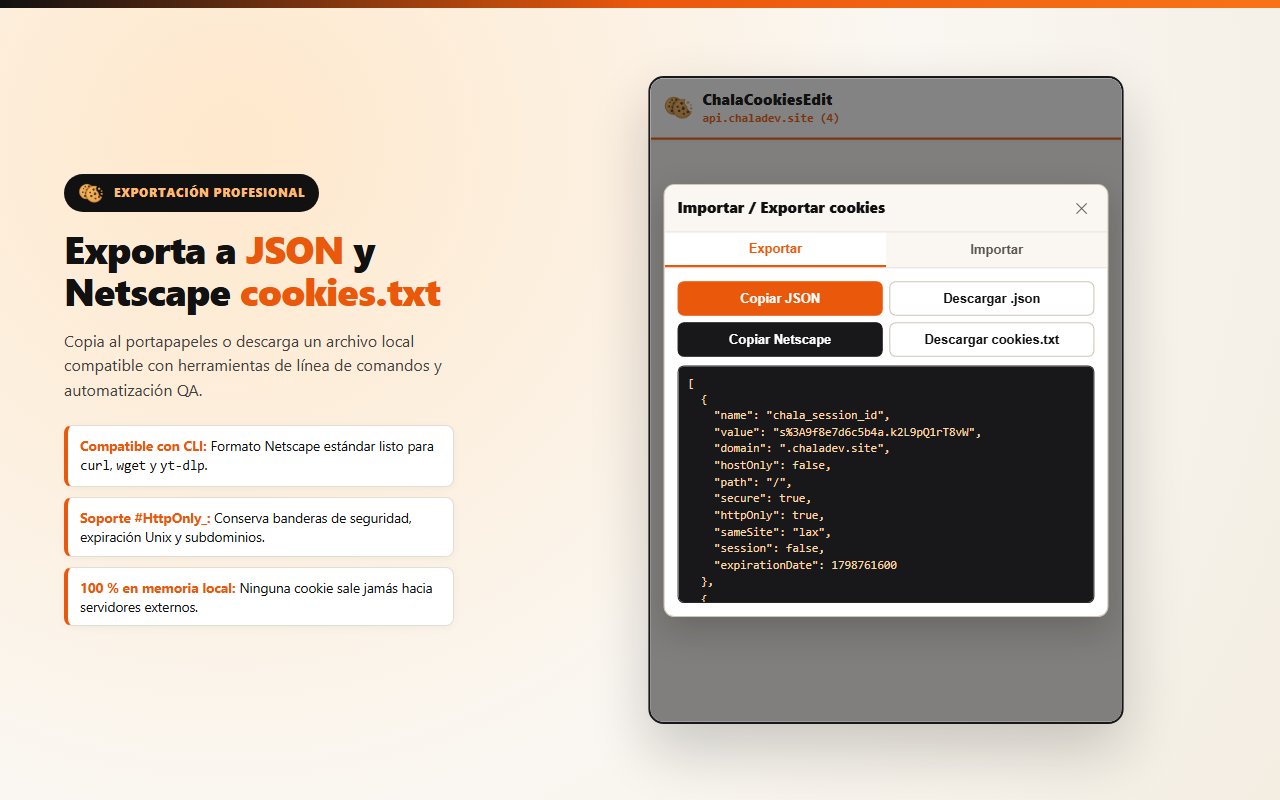 EXPORTACIÓN PROFESIONAL
Exporta a JSON y
Netscape cookies.txt
Copia al portapapeles o descarga un archivo local
compatible con herramientas de línea de comandos y
automatización QA.
Compatible con CLI: Formato Netscape estándar listo para
curl, wget y yt-dlp.
Soporte #HttpOnly_: Conserva banderas de seguridad,
expiración Unix y subdominios.
100 % en memoria local: Ninguna cookie sale jamás hacia
servidores externos.
ChalaCookiesEdit
api.chaladev.site (4)
Importar / Exportar cookies
Exportar
Importar
Copiar JSON
Descargar .json
Copiar Netscape
Descargar cookies.txt
[
  {
    "name": "chala_session_id",
    "value": "s%3A9f8e7d6c5b4a.k2L9pQ1rT8vW",
    "domain": ".chaladev.site",
    "hostOnly": false,
    "path": "/",
    "secure": true,
    "httpOnly": true,
    "sameSite": "lax",
    "session": false,
    "expirationDate": 1798761600
  },
  {